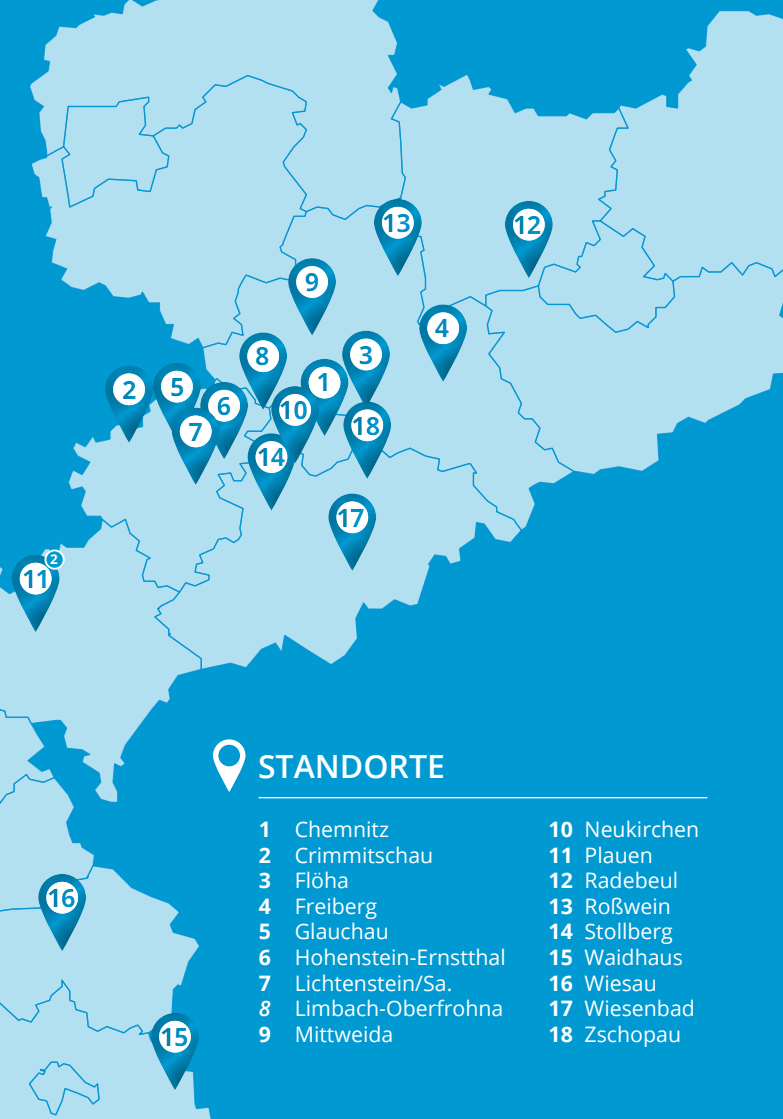 13
12
9
4
8
3
1
2
5
6
10
7
18
14
17
2
11
STANDORTE
1 Chemnitz
2 Crimmitschau
3 Flöha
4 Freiberg
5 Glauchau
6 Hohenstein-Ernstthal
7 Lichtenstein/Sa.
8 Limbach-Oberfrohna
9 Mittweida
10 Neukirchen
11 Plauen
12 Radebeul
13 Roßwein
14 Stollberg
15 Waidhaus
16 Wiesau
17 Wiesenbad
18 Zschopau
16
15